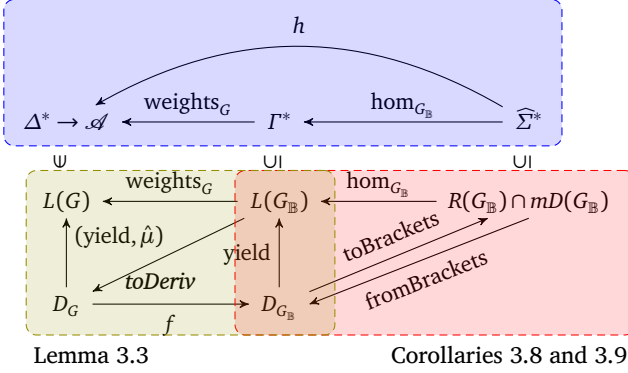 h
weights_G hom_{G_𝔹}
Δ* → 𝒜 Γ* Σ̂*
⋓ ∪ı ∪ı
weights_G hom_{G_𝔹}
L(G) L(G_𝔹) R(G_𝔹) ∩ mD(G_𝔹)
(yield, μ̂) yield toBrackets
toDeriv fromBrackets
D_G D_{G_𝔹}
f
Lemma 3.3 Corollaries 3.8 and 3.9